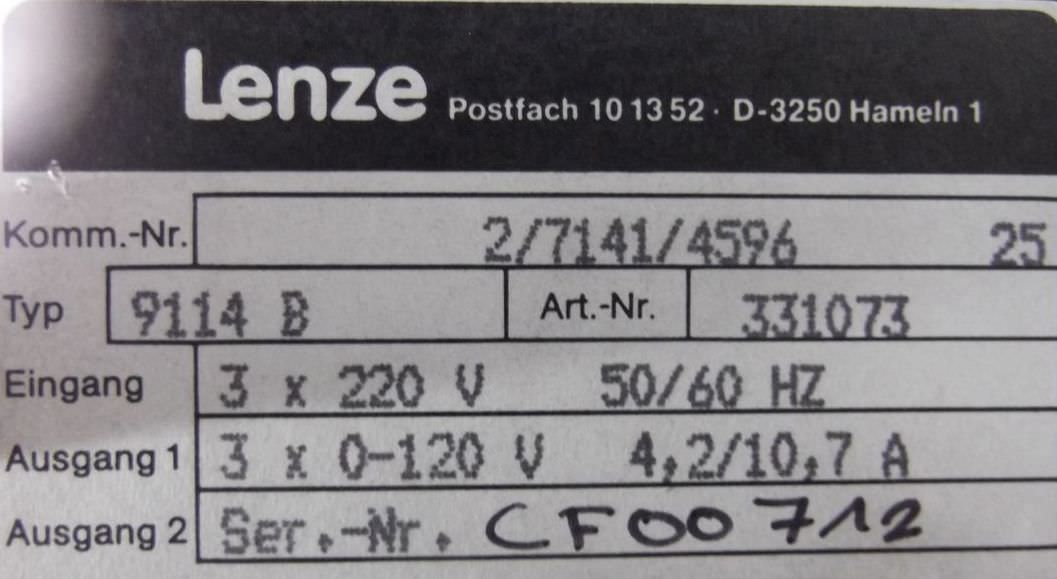 Lenze Postfach 10 13 52 · D-3250 Hameln 1
Komm.-Nr. 2/7141/4596 25
Typ 9114 B Art.-Nr. 331073
Eingang 3 x 220 V 50/60 HZ
Ausgang 1 3 x 0-120 V 4,2/10,7 A
Ausgang 2 Ser.-Nr. CF00712